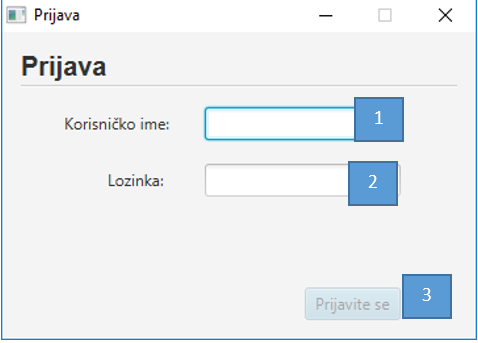 Prijava
Prijava
Korisničko ime:
1
Lozinka:
2
Prijavite se
3